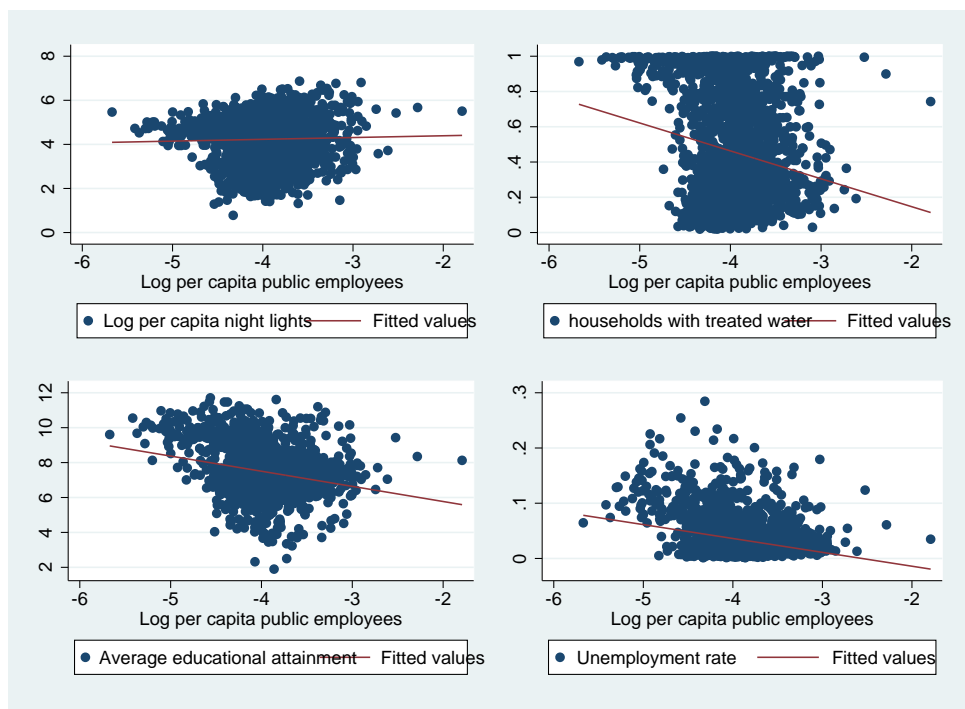 8
6
4
2
0
-6 -5 -4 -3 -2
Log per capita public employees
Log per capita night lights Fitted values
1
.8
.6
.4
.2
0
-6 -5 -4 -3 -2
Log per capita public employees
households with treated water Fitted values
12
10
8
6
4
2
-6 -5 -4 -3 -2
Log per capita public employees
Average educational attainment Fitted values
.3
.2
.1
0
-6 -5 -4 -3 -2
Log per capita public employees
Unemployment rate Fitted values